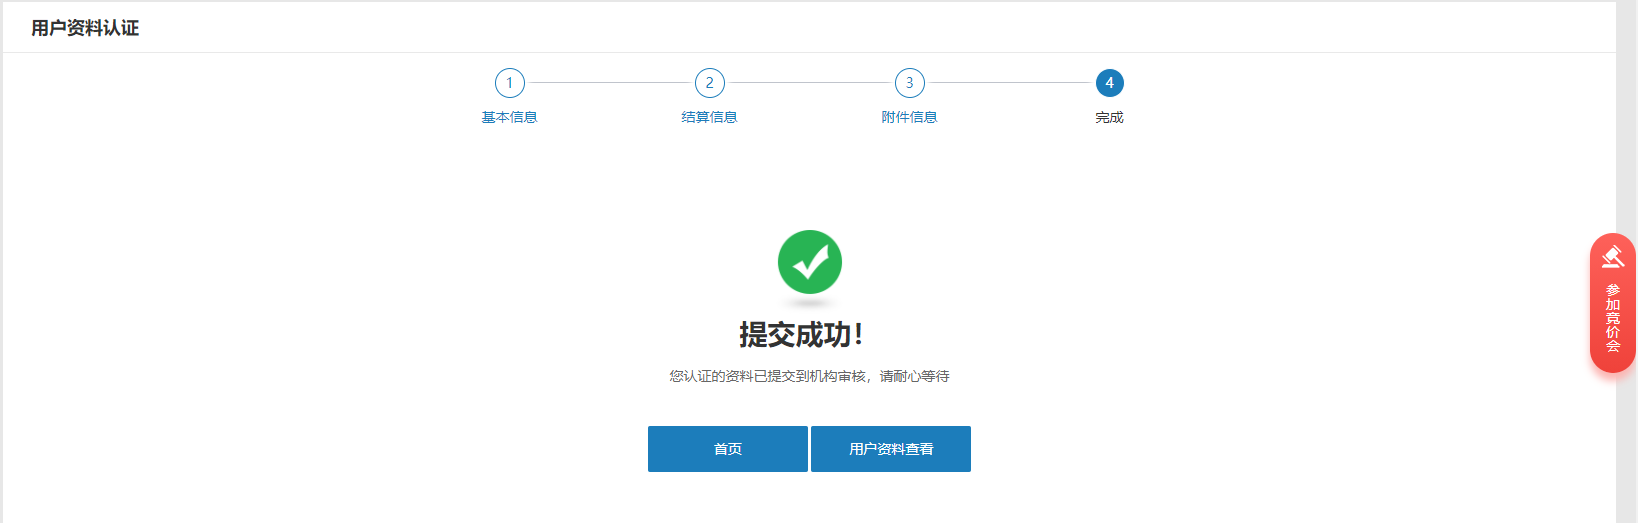 用户资料认证
1
2
3
4
基本信息
结算信息
附件信息
完成
提交成功！
您认证的资料已提交到机构审核，请耐心等待
首页
用户资料查看
参加竞价会